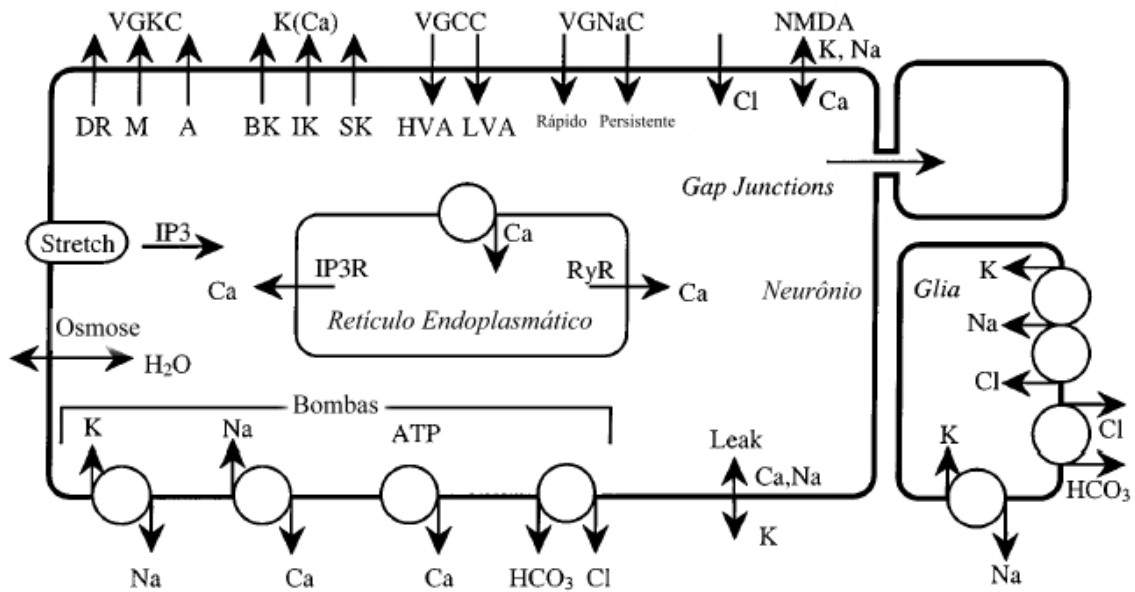 VGKC K(Ca) VGCC VGNaC NMDA
K, Na
Cl Ca
DR M A BK IK SK HVA LVA Rápido Persistente
Gap Junctions
Stretch IP3
Ca
IP3R RyR
Ca Ca
Retículo Endoplasmático
Neurônio Glia
K
Na
Cl
Cl
HCO₃
Osmose
H₂O
Bombas
K Na ATP Leak K
Ca,Na
K
Na Ca Ca HCO₃ Cl Na